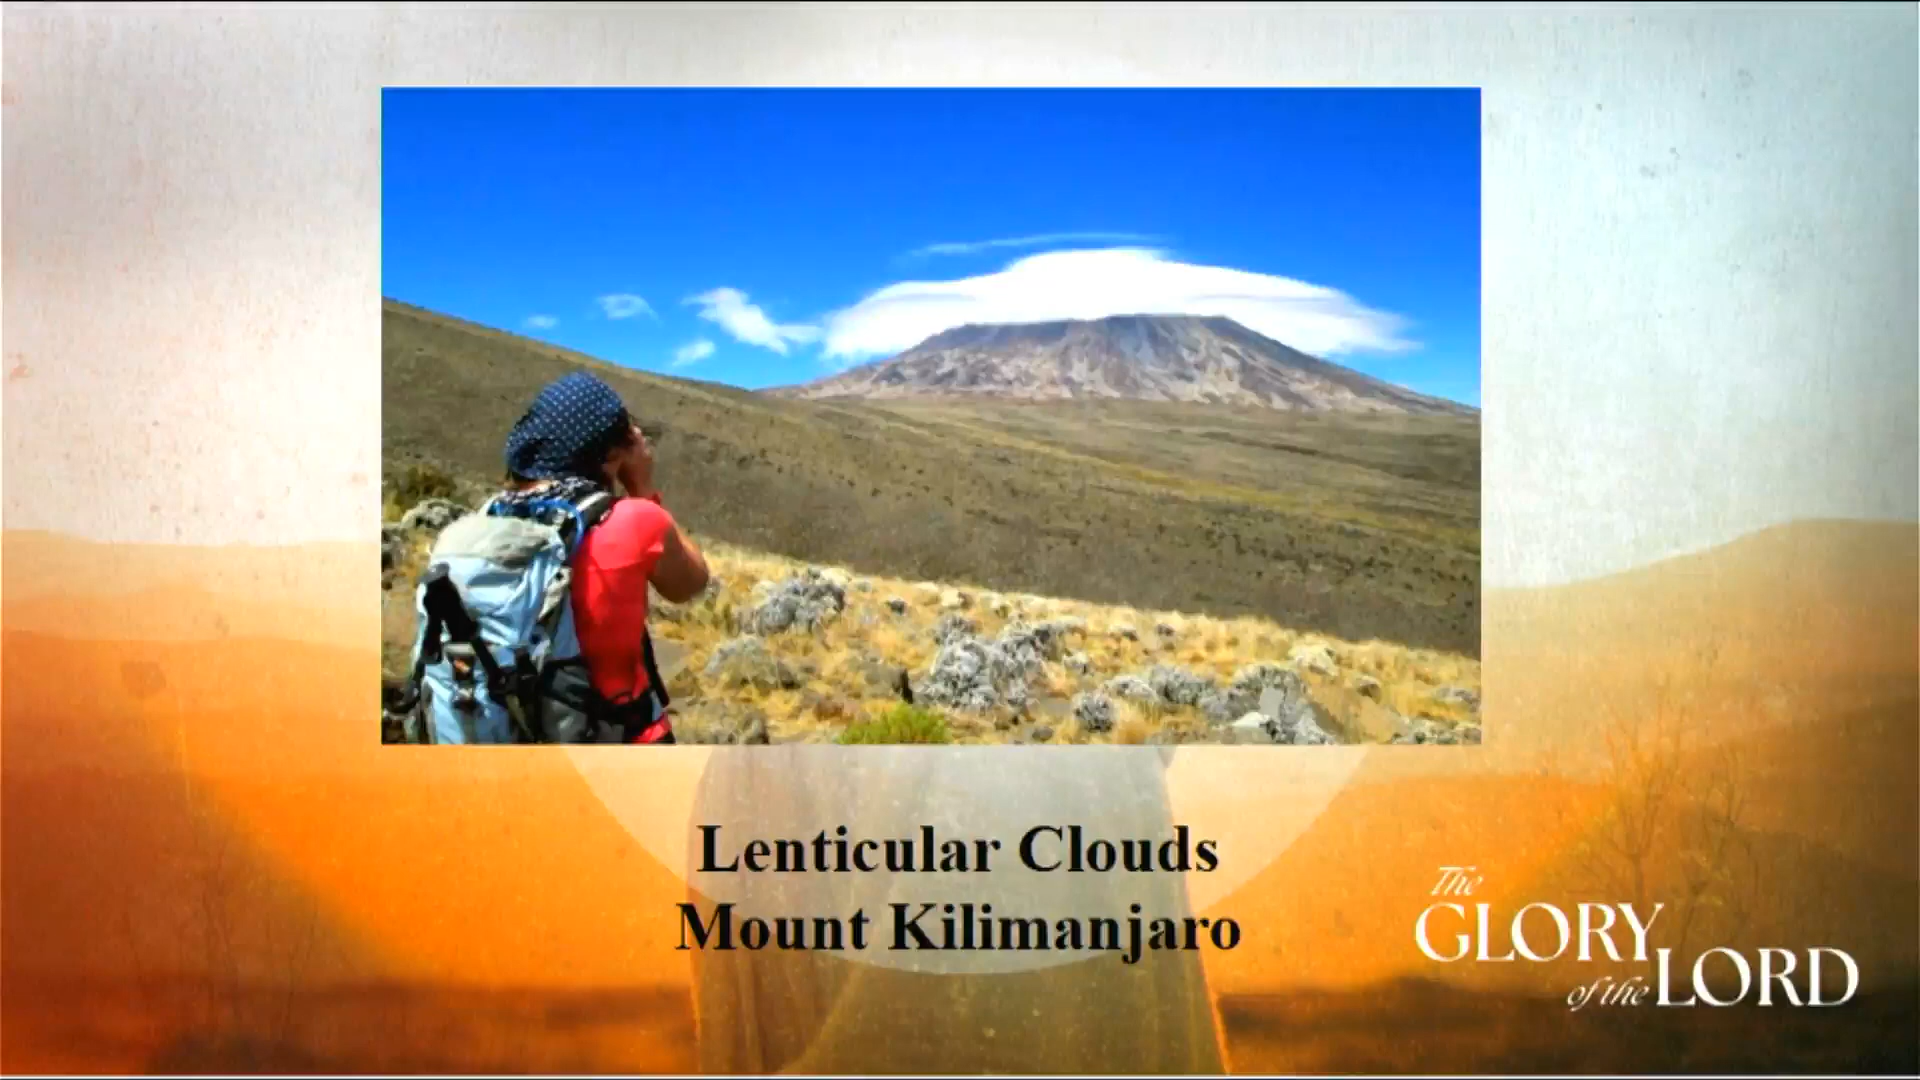 Lenticular Clouds
Mount Kilimanjaro
The
GLORY
of the LORD